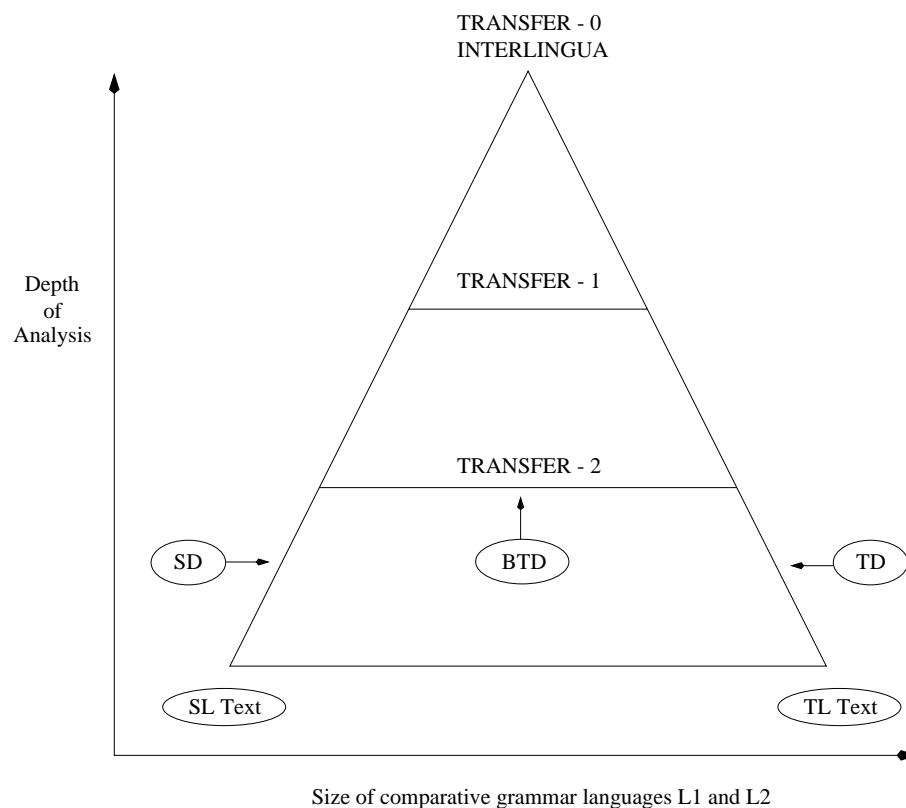 TRANSFER - 0
INTERLINGUA
TRANSFER - 1
Depth
of
Analysis
TRANSFER - 2
SD
BTD
TD
SL Text
TL Text
Size of comparative grammar languages L1 and L2